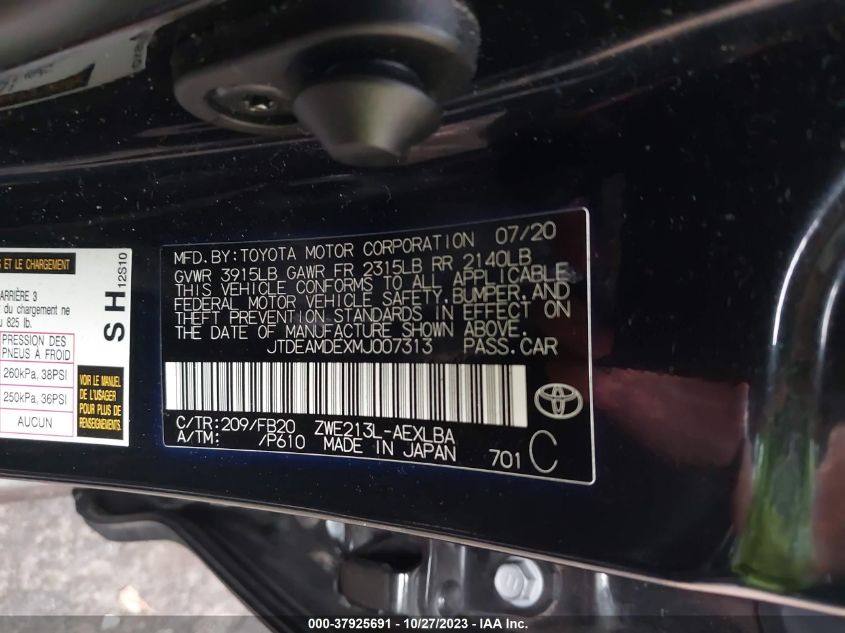 S ET LE CHARGEMENT
ARRIÈRE 3
du chargement ne
825 lb.
PRESSION DES
PNEUS À FROID
260kPa, 38PSI
250kPa, 36PSI
AUCUN
VOIR LE MANUEL
DE L'USAGER
POUR PLUS DE
RENSEIGNEMENTS
SH
12S10
MFD. BY: TOYOTA MOTOR CORPORATION 07/20
GVWR 3915LB GAWR FR 2315LB RR 2140LB
THIS VEHICLE CONFORMS TO ALL APPLICABLE
FEDERAL MOTOR VEHICLE SAFETY, BUMPER, AND
THEFT PREVENTION STANDARDS IN EFFECT ON
THE DATE OF MANUFACTURE SHOWN ABOVE.
JTDEAMDEXMJ007313 PASS. CAR
C/TR: 209/FB20 ZWE213L-AEXLBA
A/TM: /P610 MADE IN JAPAN
701 C
000-37925691 - 10/27/2023 - IAA Inc.